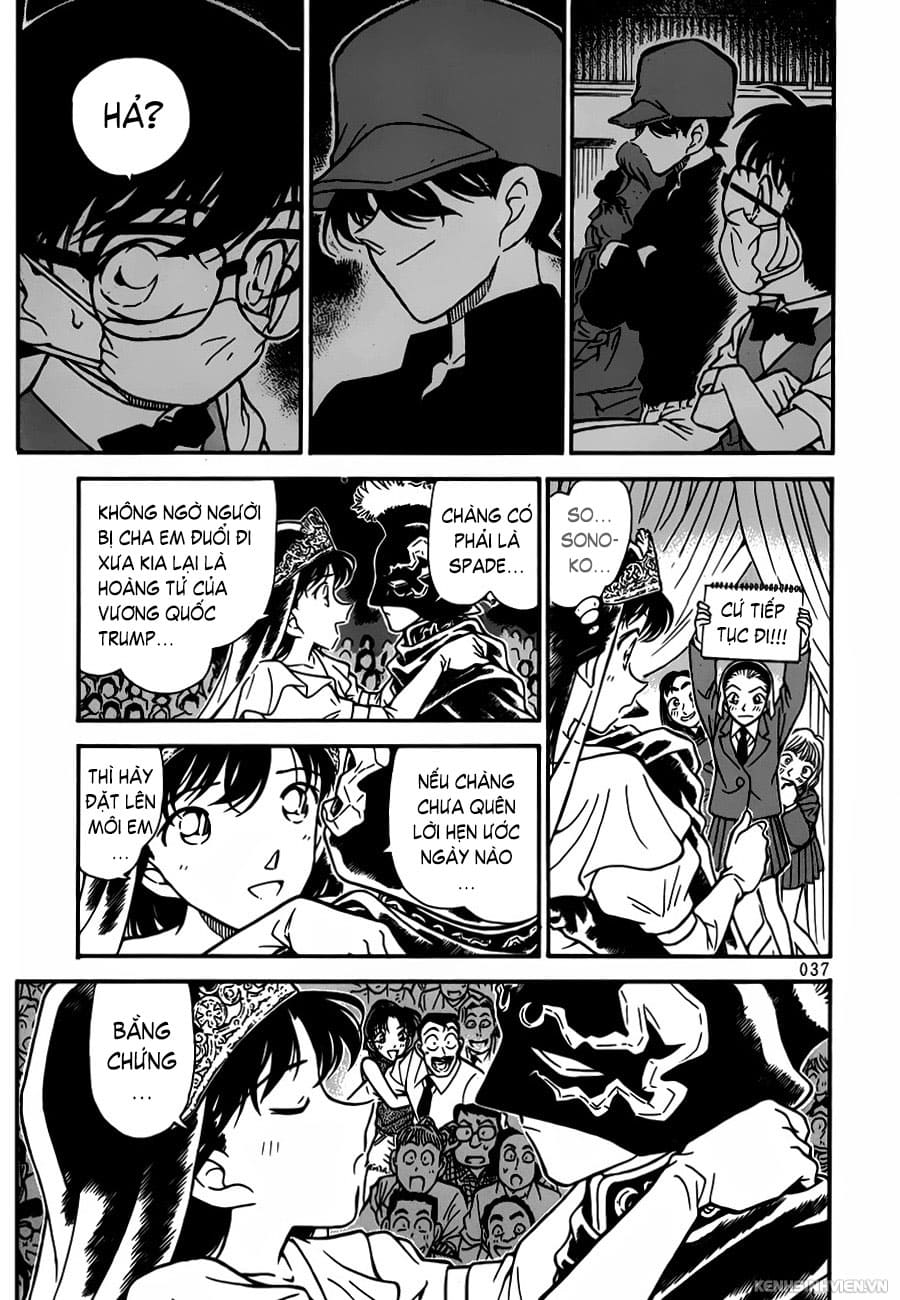 HẢ?
SO...
SONO-
KO...
CỨ TIẾP
TỤC ĐI!!!
CHÀNG CÓ
PHẢI LÀ
SPADE...
KHÔNG NGỜ NGƯỜI
BỊ CHA EM ĐUỔI ĐI
XƯA KIA LẠI LÀ
HOÀNG TỬ CỦA
VƯƠNG QUỐC
TRUMP...
NẾU CHÀNG
CHƯA QUÊN
LỜI HẸN ƯỚC
NGÀY NÀO
...
THÌ HÃY
ĐẶT LÊN
MÔI EM
...
037
BẰNG
CHỨNG
...
KENHSINHVIEN.VN